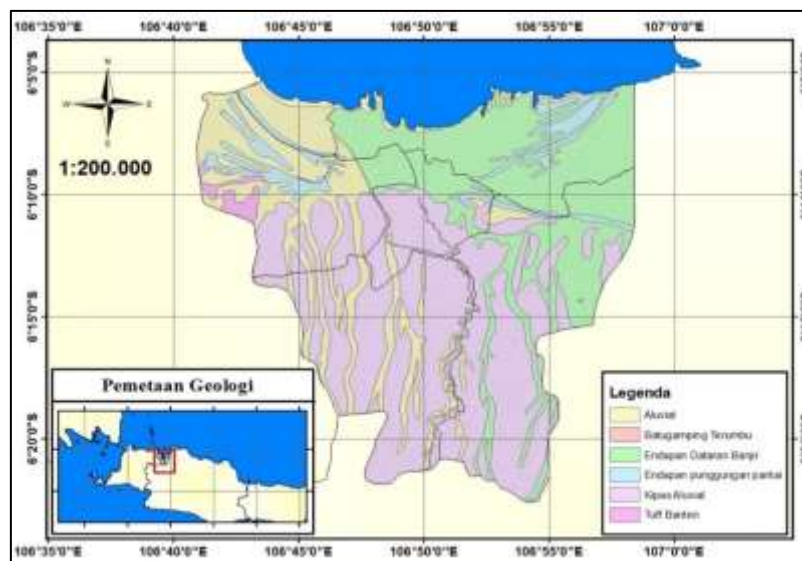 106°35'0"E 106°40'0"E 106°45'0"E 106°50'0"E 106°55'0"E 107°0'0"E
6°5'0"S
6°10'0"S
6°15'0"S
6°20'0"S
N
W E
S
1:200.000
Pemetaan Geologi
Legenda
Aluvial
Batugamping Terumbu
Endapan Dataran Banjir
Endapan punggungan pantai
Kipas Aluvial
Tuff Banten
106°35'0"E 106°40'0"E 106°45'0"E 106°50'0"E 106°55'0"E 107°0'0"E